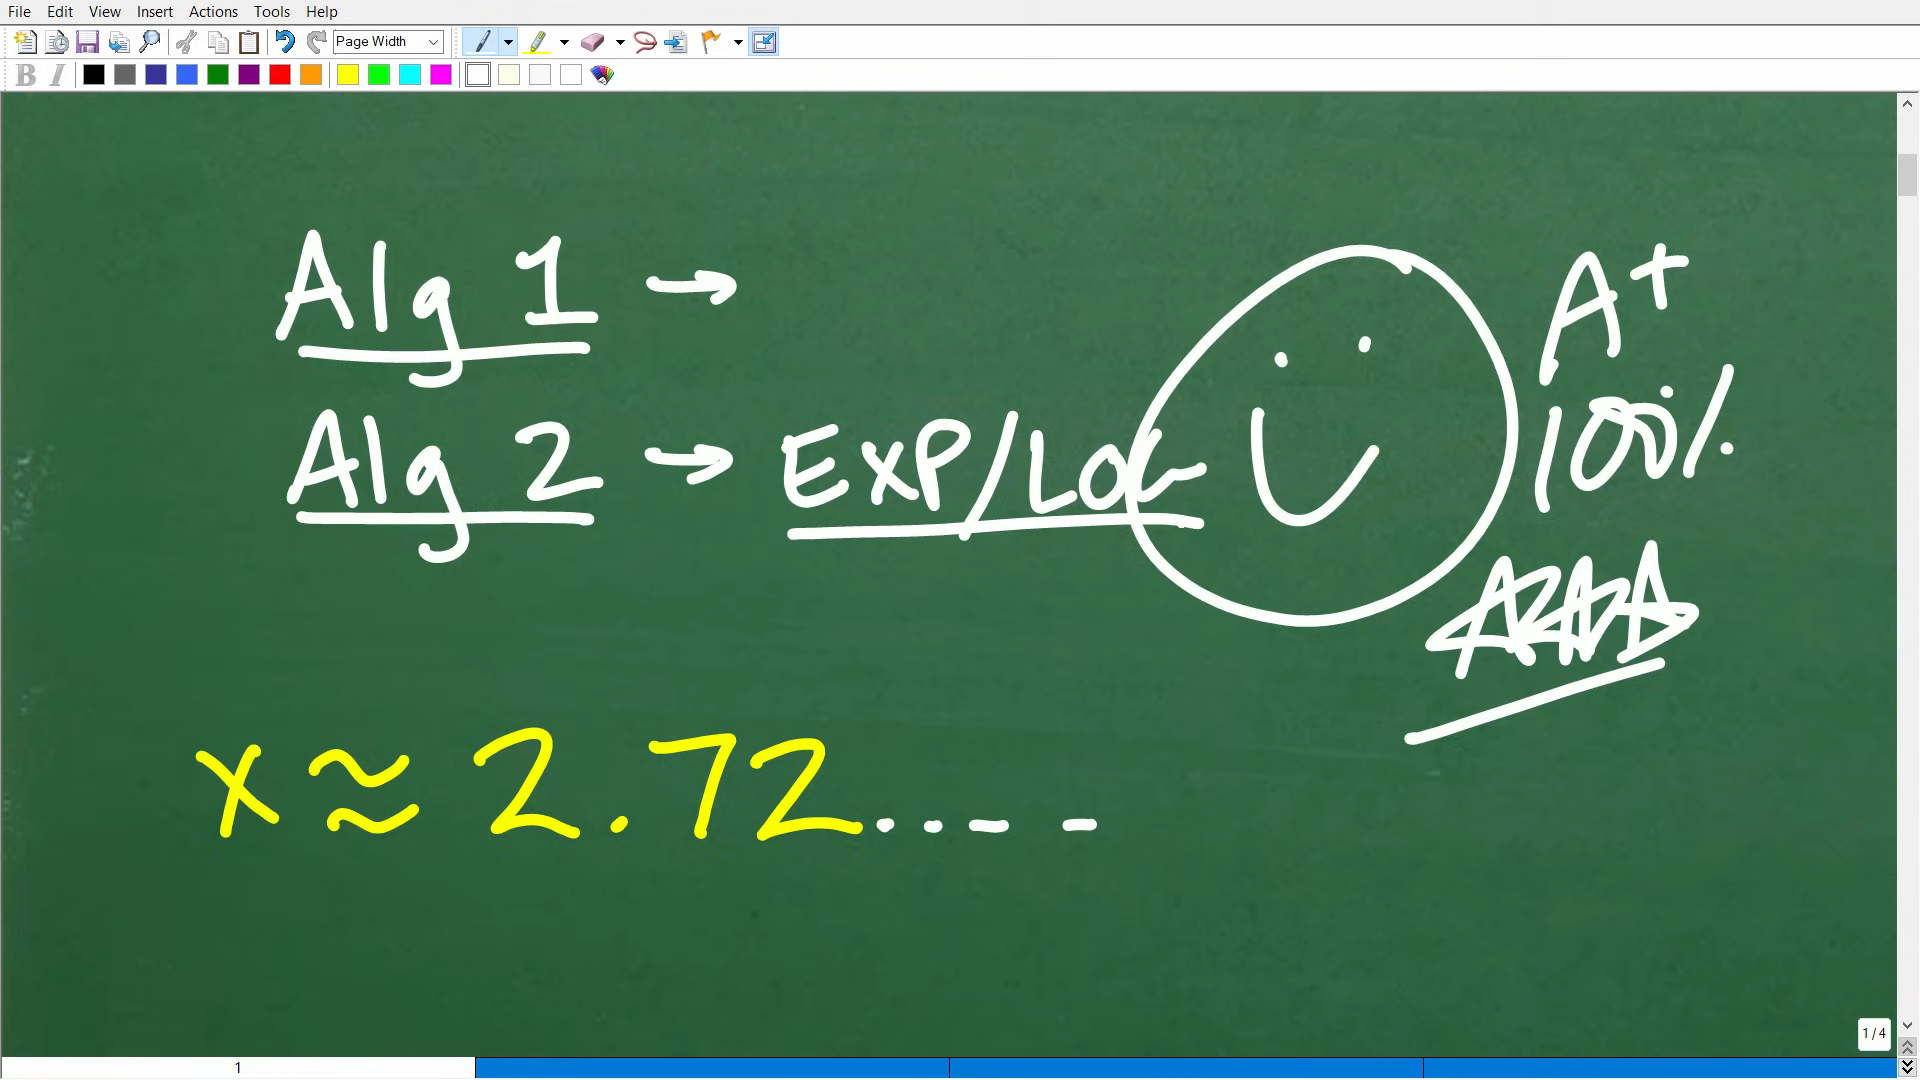 File Edit View Insert Actions Tools Help
Page Width
B I
Alg 1 →
A+
Alg 2 → EXP/LOG
100%
x ≈ 2.72....
1/4
1